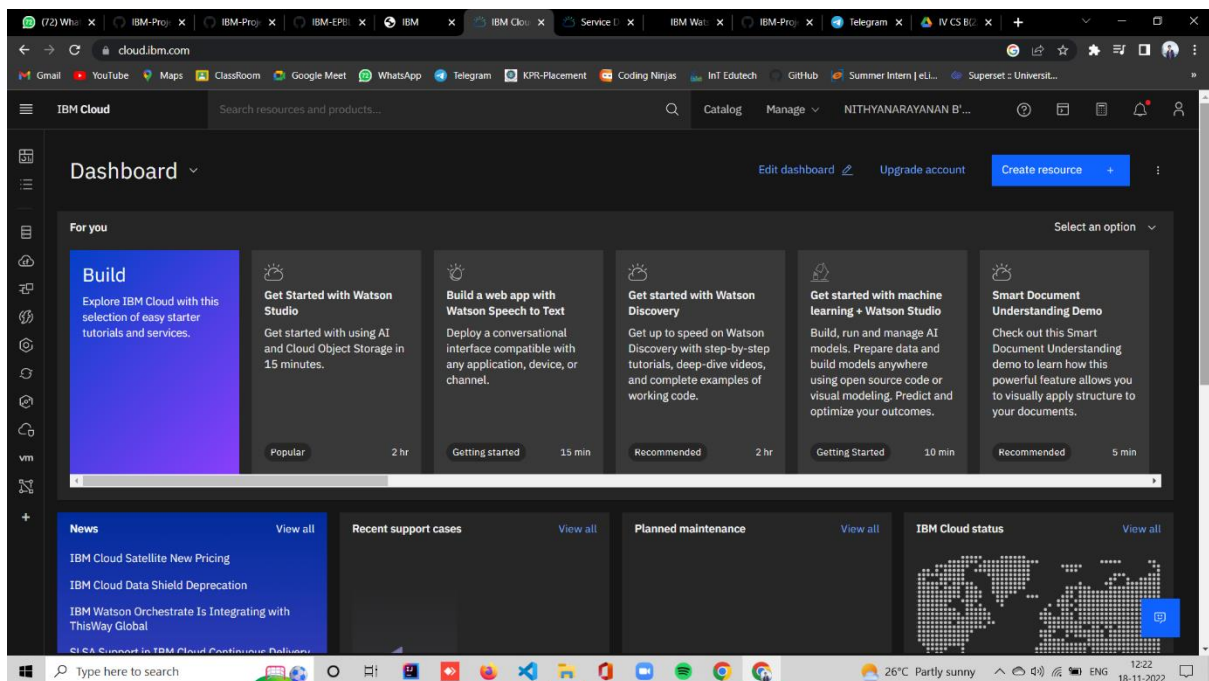 (72) Wha
IBM-Proje
IBM-Proje
IBM-EPBL
IBM
IBM Clou
Service D
IBM Wats
IBM-Proje
Telegram
IV CS B(2
cloud.ibm.com
Gmail
YouTube
Maps
ClassRoom
Google Meet
WhatsApp
Telegram
KPR-Placement
Coding Ninjas
InT Edutech
GitHub
Summer Intern | eLi...
Superset :: Universit...
IBM Cloud
Search resources and products...
Catalog
Manage
NITHYANARAYANAN B'...
Dashboard
Edit dashboard
Upgrade account
Create resource +
For you
Select an option
Build
Explore IBM Cloud with this
selection of easy starter
tutorials and services.
Get Started with Watson
Studio
Get started with using AI
and Cloud Object Storage in
15 minutes.
Popular
2 hr
Build a web app with
Watson Speech to Text
Deploy a conversational
interface compatible with
any application, device, or
channel.
Getting started
15 min
Get started with Watson
Discovery
Get up to speed on Watson
Discovery with step-by-step
tutorials, deep-dive videos,
and complete examples of
working code.
Recommended
2 hr
Get started with machine
learning + Watson Studio
Build, run and manage AI
models. Prepare data and
build models anywhere
using open source code or
visual modeling. Predict and
optimize your outcomes.
Getting Started
10 min
Smart Document
Understanding Demo
Check out this Smart
Document Understanding
demo to learn how this
powerful feature allows you
to visually apply structure to
your documents.
Recommended
5 min
vm
News
View all
IBM Cloud Satellite New Pricing
IBM Cloud Data Shield Deprecation
IBM Watson Orchestrate Is Integrating with
ThisWay Global
SLSA Support in IBM Cloud Continuous Delivery
Recent support cases
View all
Planned maintenance
View all
IBM Cloud status
View all
Type here to search
26°C Partly sunny
ENG
12:22
18-11-2022